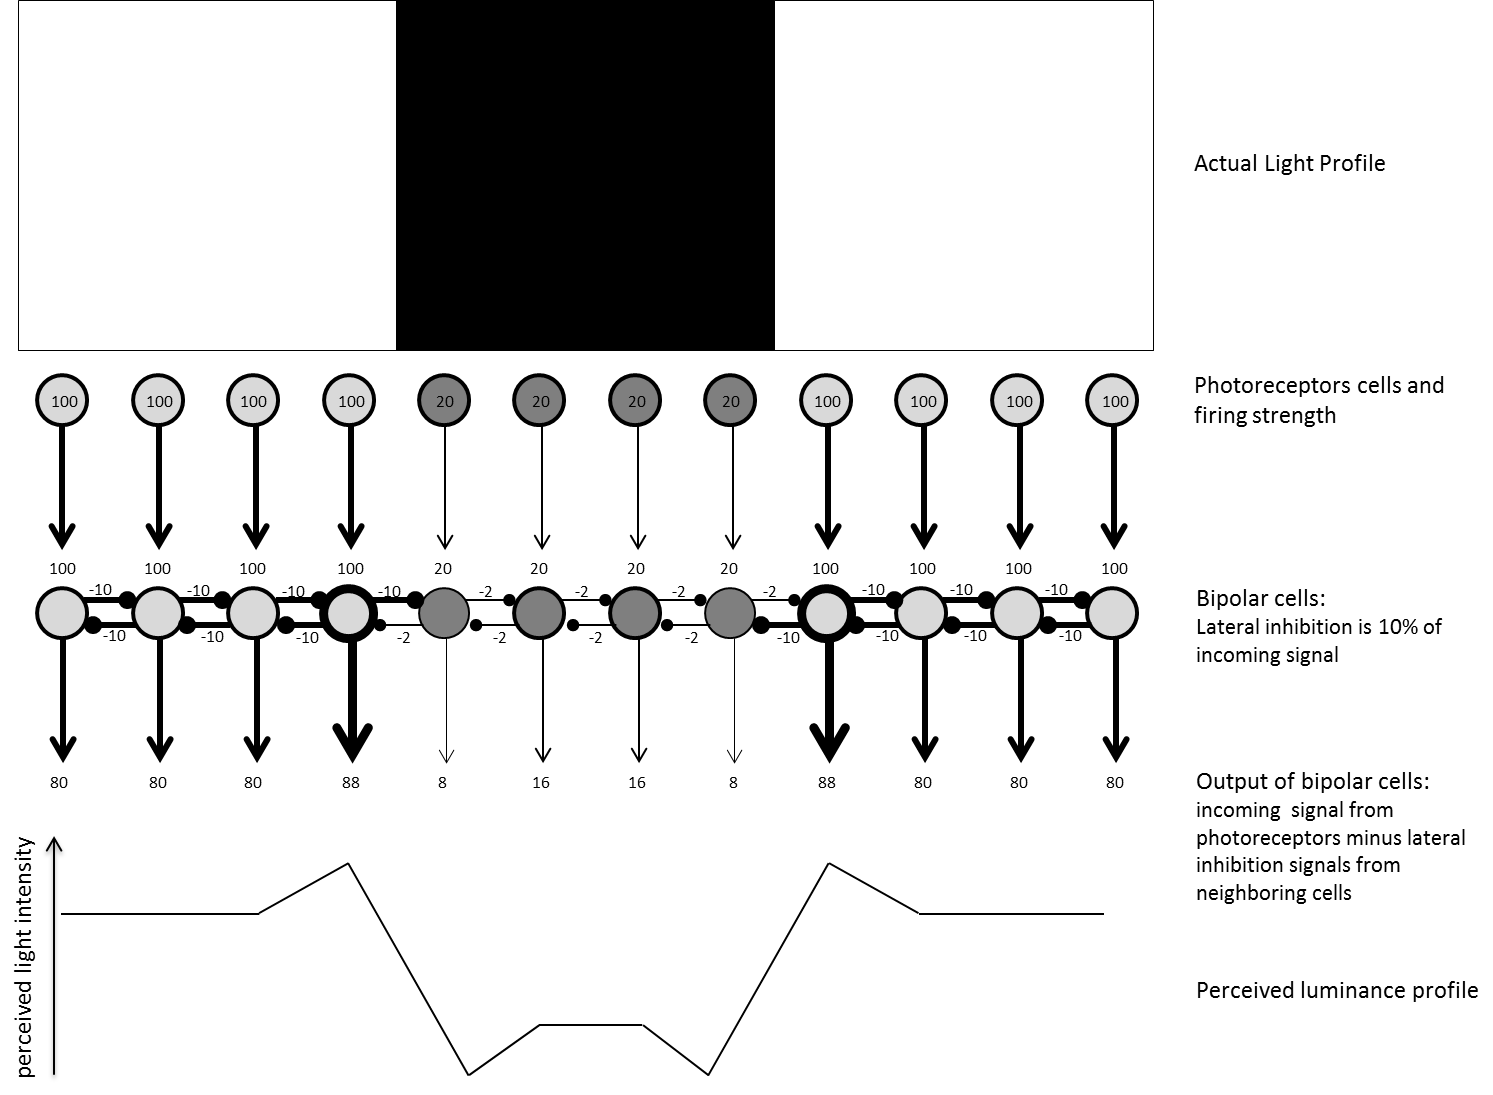 Actual Light Profile
100 100 100 100 20 20 20 20 100 100 100 100
Photoreceptors cells and
firing strength
100 100 100 100 20 20 20 20 100 100 100 100
-10 -10 -10 -10 -2 -2 -2 -2 -10 -10 -10
-10 -10 -10 -2 -2 -2 -2 -10 -10 -10 -10
Bipolar cells:
Lateral inhibition is 10% of
incoming signal
80 80 80 88 8 16 16 8 88 80 80 80
Output of bipolar cells:
incoming signal from
photoreceptors minus lateral
inhibition signals from
neighboring cells
perceived light intensity
Perceived luminance profile